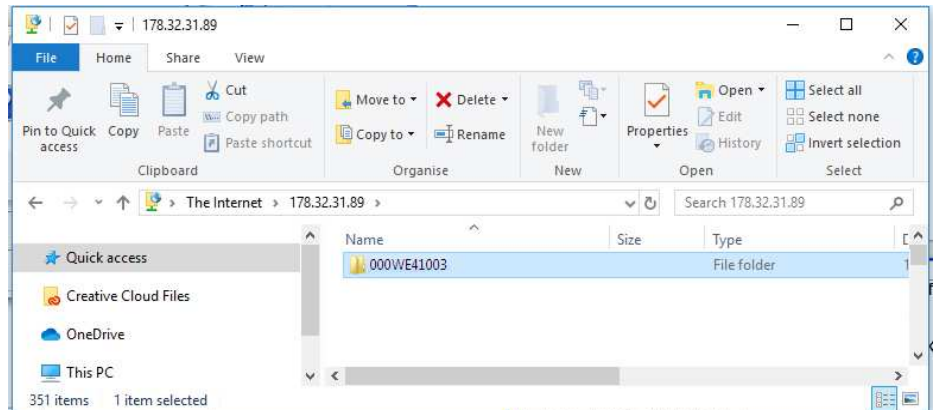 178.32.31.89
File Home Share View
Pin to Quick access
Copy
Paste
Cut
Copy path
Paste shortcut
Clipboard
Move to
Copy to
Delete
Rename
Organise
New folder
New
Properties
Open
Edit
History
Open
Select all
Select none
Invert selection
Select
The Internet > 178.32.31.89 >
Search 178.32.31.89
Name Size Type
Quick access
Creative Cloud Files
OneDrive
This PC
000WE41003 File folder
351 items 1 item selected